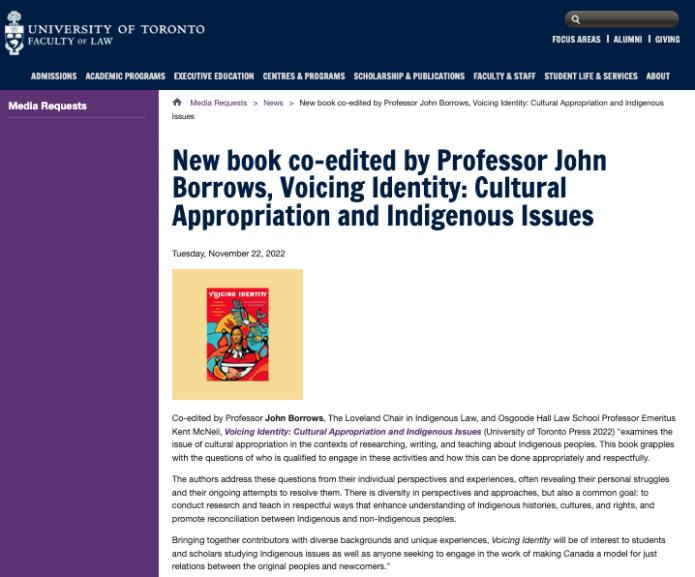 UNIVERSITY OF TORONTO
FACULTY OF LAW
FOCUS AREAS | ALUMNI | GIVING
ADMISSIONS ACADEMIC PROGRAMS EXECUTIVE EDUCATION CENTRES & PROGRAMS SCHOLARSHIP & PUBLICATIONS FACULTY & STAFF STUDENT LIFE & SERVICES ABOUT
Media Requests
Media Requests > News > New book co-edited by Professor John Borrows, Voicing Identity: Cultural Appropriation and Indigenous
Issues
New book co-edited by Professor John
Borrows, Voicing Identity: Cultural
Appropriation and Indigenous Issues
Tuesday, November 22, 2022
VOICING IDENTITY
Co-edited by Professor John Borrows, The Loveland Chair in Indigenous Law, and Osgoode Hall Law School Professor Emeritus
Kent McNeil, Voicing Identity: Cultural Appropriation and Indigenous Issues (University of Toronto Press 2022) "examines the
issue of cultural appropriation in the contexts of researching, writing, and teaching about Indigenous peoples. This book grapples
with the questions of who is qualified to engage in these activities and how this can be done appropriately and respectfully.
The authors address these questions from their individual perspectives and experiences, often revealing their personal struggles
and their ongoing attempts to resolve them. There is diversity in perspectives and approaches, but also a common goal: to
conduct research and teach in respectful ways that enhance understanding of Indigenous histories, cultures, and rights, and
promote reconciliation between Indigenous and non-Indigenous peoples.
Bringing together contributors with diverse backgrounds and unique experiences, Voicing Identity will be of interest to students
and scholars studying Indigenous issues as well as anyone seeking to engage in the work of making Canada a model for just
relations between the original peoples and newcomers."